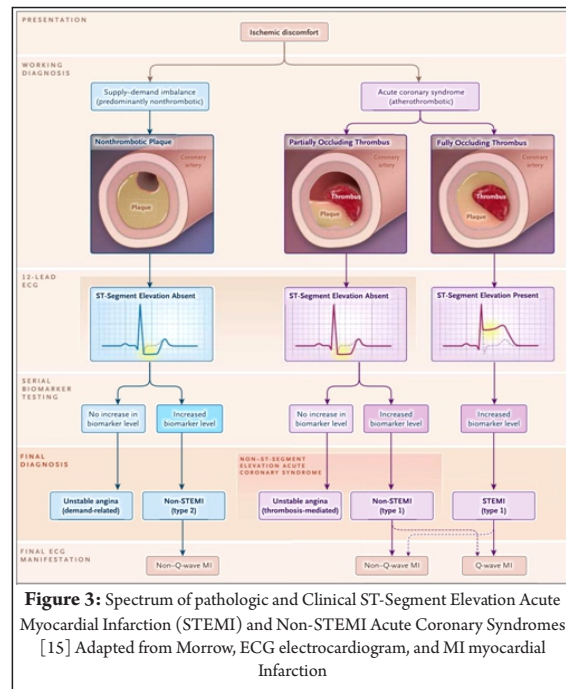 PRESENTATION
Ischemic discomfort
WORKING
DIAGNOSIS
Supply–demand imbalance
(predominantly nonthrombotic)
Acute coronary syndrome
(atherothrombotic)
Nonthrombotic Plaque
Partially Occluding Thrombus
Fully Occluding Thrombus
Coronary
artery
Plaque
Coronary
artery
Thrombus
Plaque
Coronary
artery
Thrombus
Plaque
12-LEAD
ECG
ST-Segment Elevation Absent
ST-Segment Elevation Absent
ST-Segment Elevation Present
SERIAL
BIOMARKER
TESTING
No increase in
biomarker level
Increased
biomarker level
No increase in
biomarker level
Increased
biomarker level
Increased
biomarker level
FINAL
DIAGNOSIS
NON–ST-SEGMENT
ELEVATION ACUTE
CORONARY SYNDROME
Unstable angina
(demand-related)
Non-STEMI
(type 2)
Unstable angina
(thrombosis-mediated)
Non-STEMI
(type 1)
STEMI
(type 1)
FINAL ECG
MANIFESTATION
Non–Q-wave MI
Non–Q-wave MI
Q-wave MI
Figure 3: Spectrum of pathologic and Clinical ST-Segment Elevation Acute
Myocardial Infarction (STEMI) and Non-STEMI Acute Coronary Syndromes
[15] Adapted from Morrow, ECG electrocardiogram, and MI myocardial
Infarction